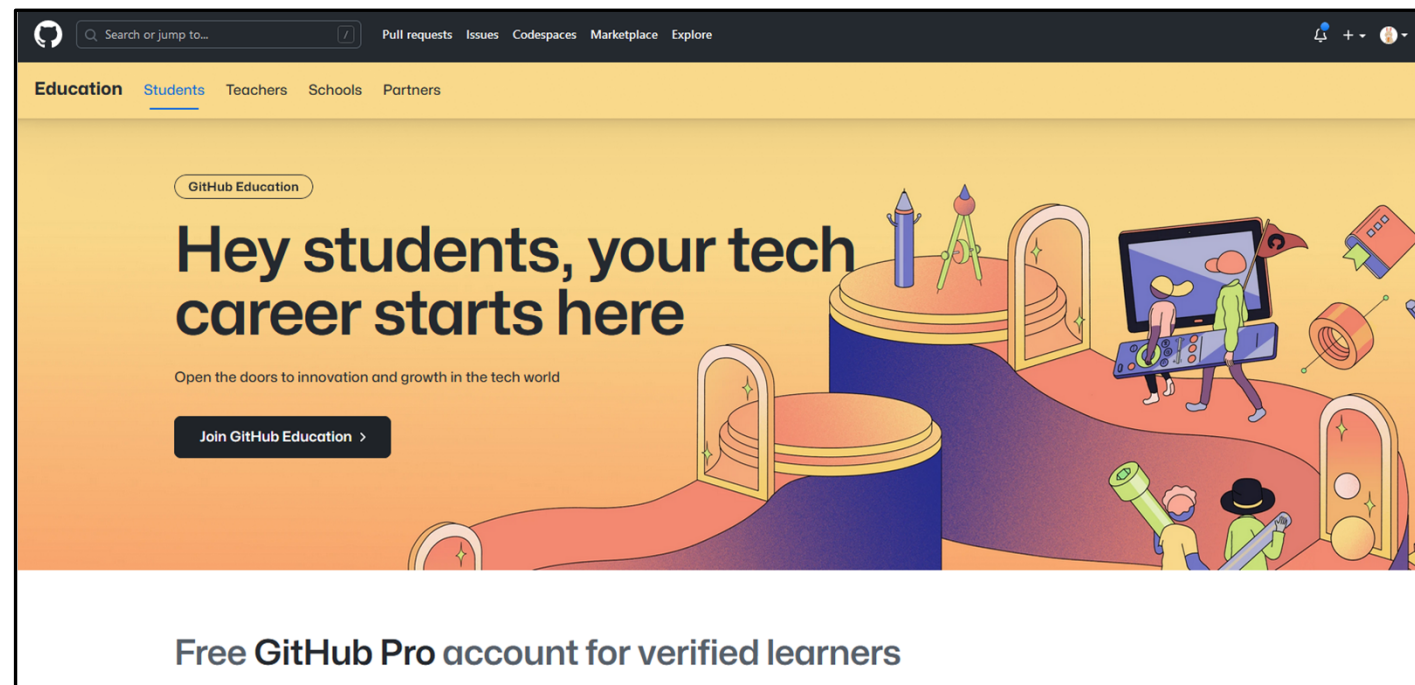 Search or jump to... / Pull requests Issues Codespaces Marketplace Explore
Education Students Teachers Schools Partners
GitHub Education
Hey students, your tech
career starts here
Open the doors to innovation and growth in the tech world
Join GitHub Education >
Free GitHub Pro account for verified learners